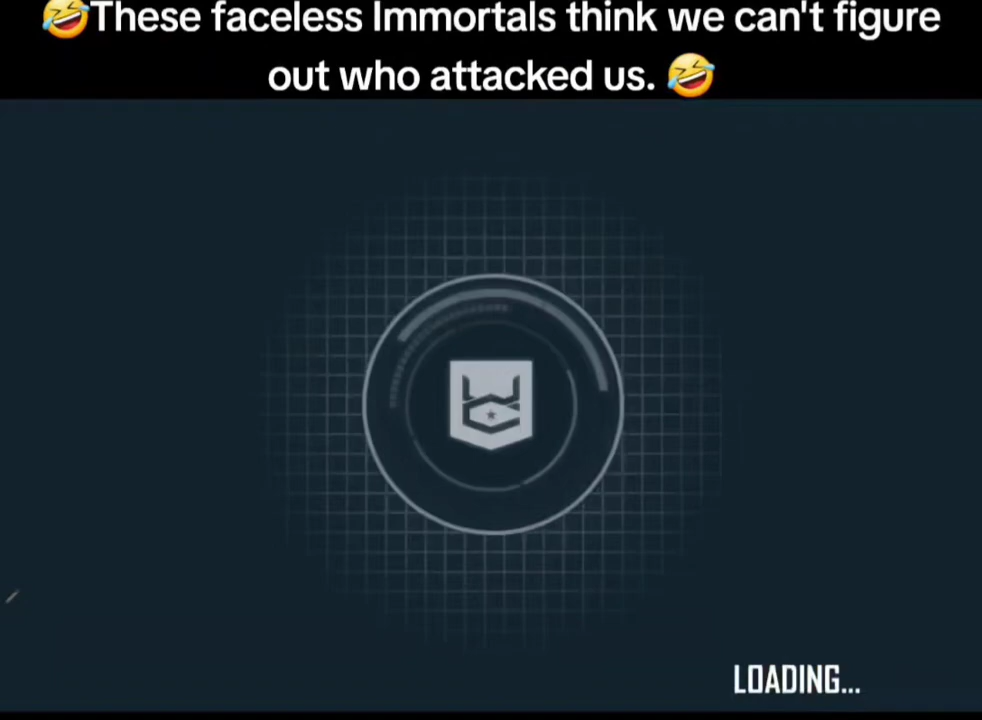 🤣These faceless Immortals think we can't figure
out who attacked us. 🤣
LOADING...